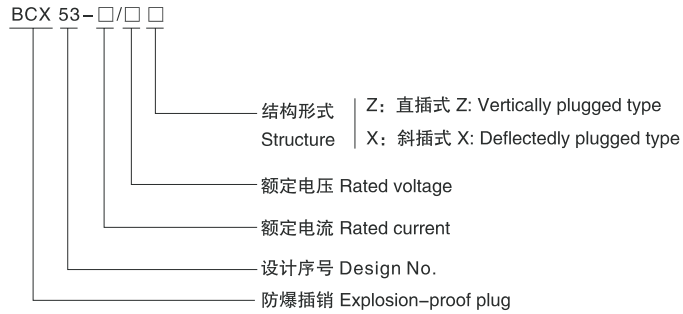 BCX 53-□/□ □
结构形式 Z：直插式 Z: Vertically plugged type
Structure X：斜插式 X: Deflectedly plugged type
额定电压 Rated voltage
额定电流 Rated current
设计序号 Design No.
防爆插销 Explosion-proof plug